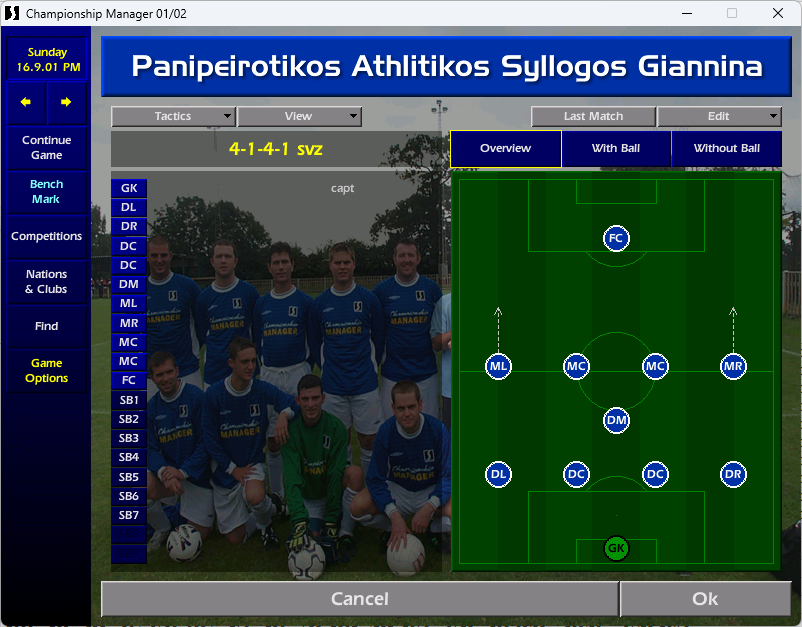 Championship Manager 01/02
Sunday
16.9.01 PM
Continue
Game
Bench
Mark
Competitions
Nations
& Clubs
Find
Game
Options
Panipeirotikos Athlitikos Syllogos Giannina
Tactics
View
Last Match
Edit
4-1-4-1 svz
Overview
With Ball
Without Ball
GK
capt
DL
DR
DC
DC
DM
ML
MR
MC
MC
FC
SB1
SB2
SB3
SB4
SB5
SB6
SB7
FC
ML
MC
MC
MR
DM
DL
DC
DC
DR
GK
Cancel
Ok